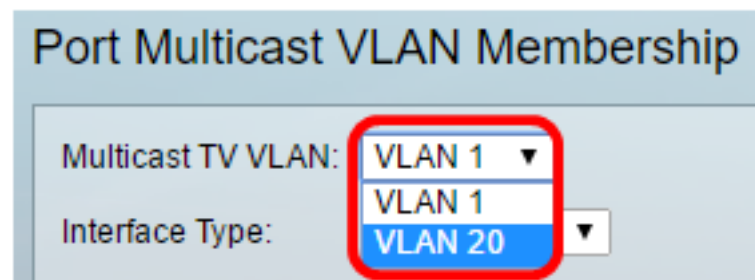 Port Multicast VLAN Membership
Multicast TV VLAN: VLAN 1
VLAN 1
Interface Type: VLAN 20